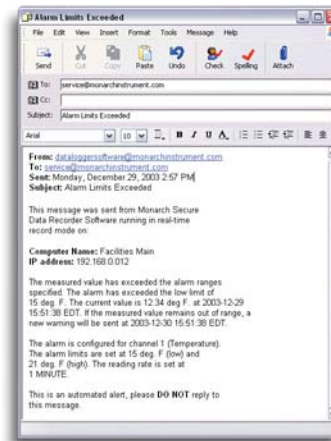 Alarm Limits Exceeded
File Edit View Insert Format Tools Message Help
Send Cut Copy Paste Undo Check Spelling Attach
To: service@monarchinstrument.com
Cc:
Subject: Alarm Limits Exceeded
Arial 10 B I U A
From: dataloggersoftware@monarchinstrument.com
To: service@monarchinstrument.com
Sent: Monday, December 29, 2003 2:57 PM
Subject: Alarm Limits Exceeded
This message was sent from Monarch Secure
Data Recorder Software running in real-time
record mode on:
Computer Name: Facilities Main
IP address: 192.168.0.012
The measured value has exceeded the alarm ranges
specified. The alarm has exceeded the low limit of
15 deg. F. The current value is 12.34 deg F. at 2003-12-29
15:51:38 EDT. If the measured value remains out of range, a
new warning will be sent at 2003-12-30 15:51:38 EDT.
The alarm is configured for channel 1 (Temperature).
The alarm limits are set at 15 deg. F (low) and
21 deg. F (high). The reading rate is set at
1 MINUTE.
This is an automated alert, please DO NOT reply to
this message.